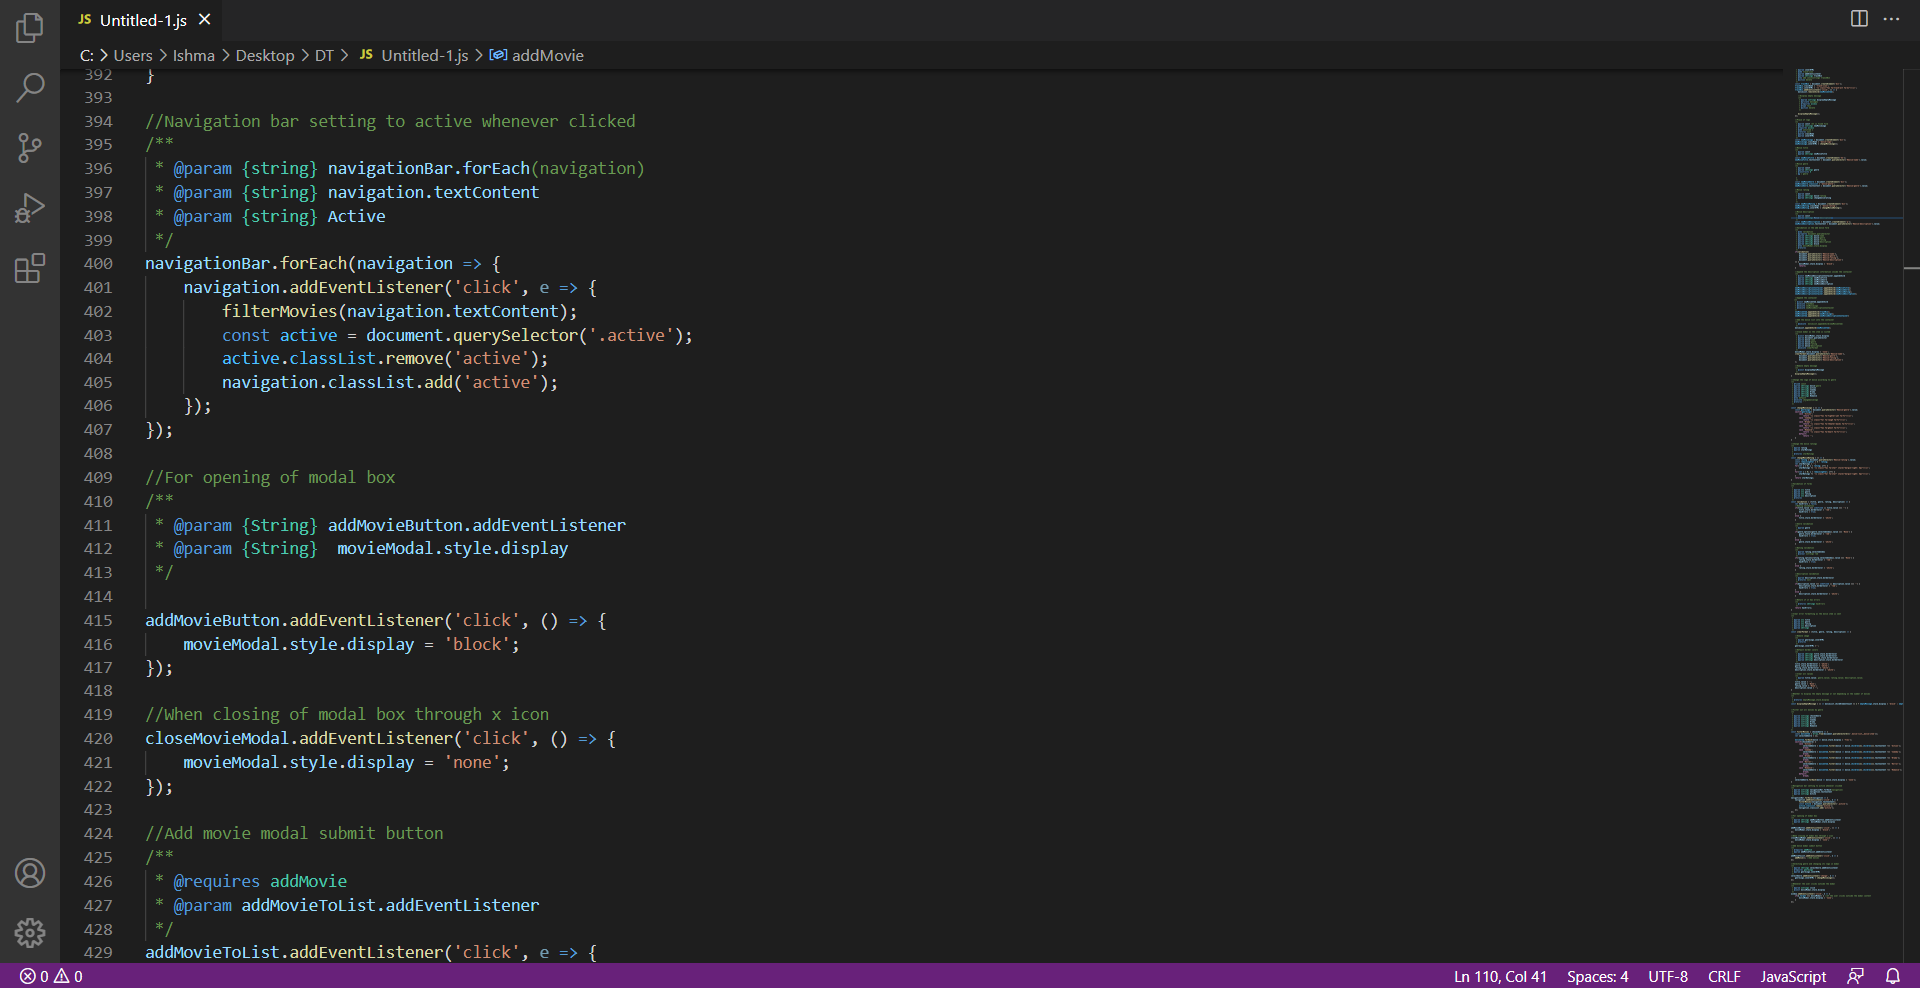 JS Untitled-1.js ×
C: > Users > Ishma > Desktop > DT > JS Untitled-1.js > addMovie
392 }
393
394 //Navigation bar setting to active whenever clicked
395 /**
396  * @param {string} navigationBar.forEach(navigation)
397  * @param {string} navigation.textContent
398  * @param {string} Active
399  */
400 navigationBar.forEach(navigation => {
401     navigation.addEventListener('click', e => {
402         filterMovies(navigation.textContent);
403         const active = document.querySelector('.active');
404         active.classList.remove('active');
405         navigation.classList.add('active');
406     });
407 });
408
409 //For opening of modal box
410 /**
411  * @param {String} addMovieButton.addEventListener
412  * @param {String}  movieModal.style.display
413  */
414
415 addMovieButton.addEventListener('click', () => {
416     movieModal.style.display = 'block';
417 });
418
419 //When closing of modal box through x icon
420 closeMovieModal.addEventListener('click', () => {
421     movieModal.style.display = 'none';
422 });
423
424 //Add movie modal submit button
425 /**
426  * @requires addMovie
427  * @param addMovieToList.addEventListener
428  */
429 addMovieToList.addEventListener('click', e => {
0 0 Ln 110, Col 41 Spaces: 4 UTF-8 CRLF JavaScript